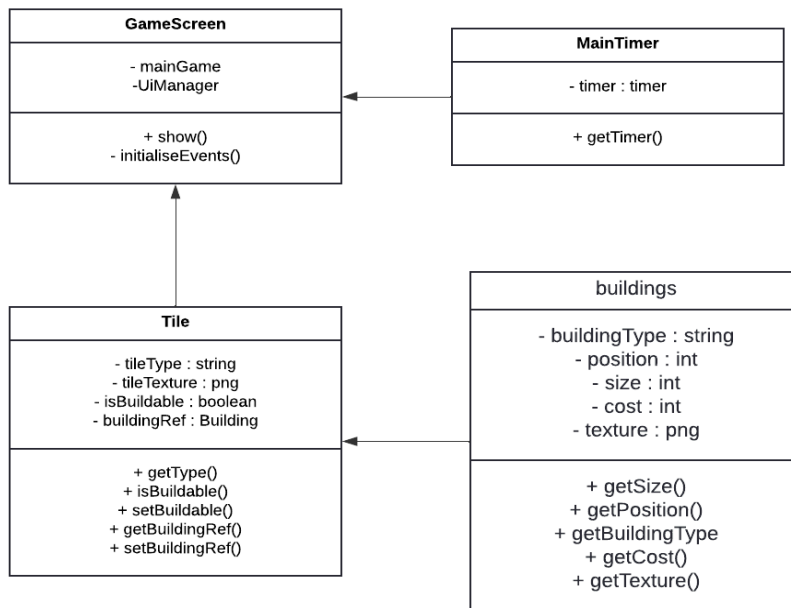 GameScreen
- mainGame
-UiManager
+ show()
- initialiseEvents()
MainTimer
- timer : timer
+ getTimer()
Tile
- tileType : string
- tileTexture : png
- isBuildable : boolean
- buildingRef : Building
+ getType()
+ isBuildable()
+ setBuildable()
+ getBuildingRef()
+ setBuildingRef()
buildings
- buildingType : string
- position : int
- size : int
- cost : int
- texture : png
+ getSize()
+ getPosition()
+ getBuildingType
+ getCost()
+ getTexture()